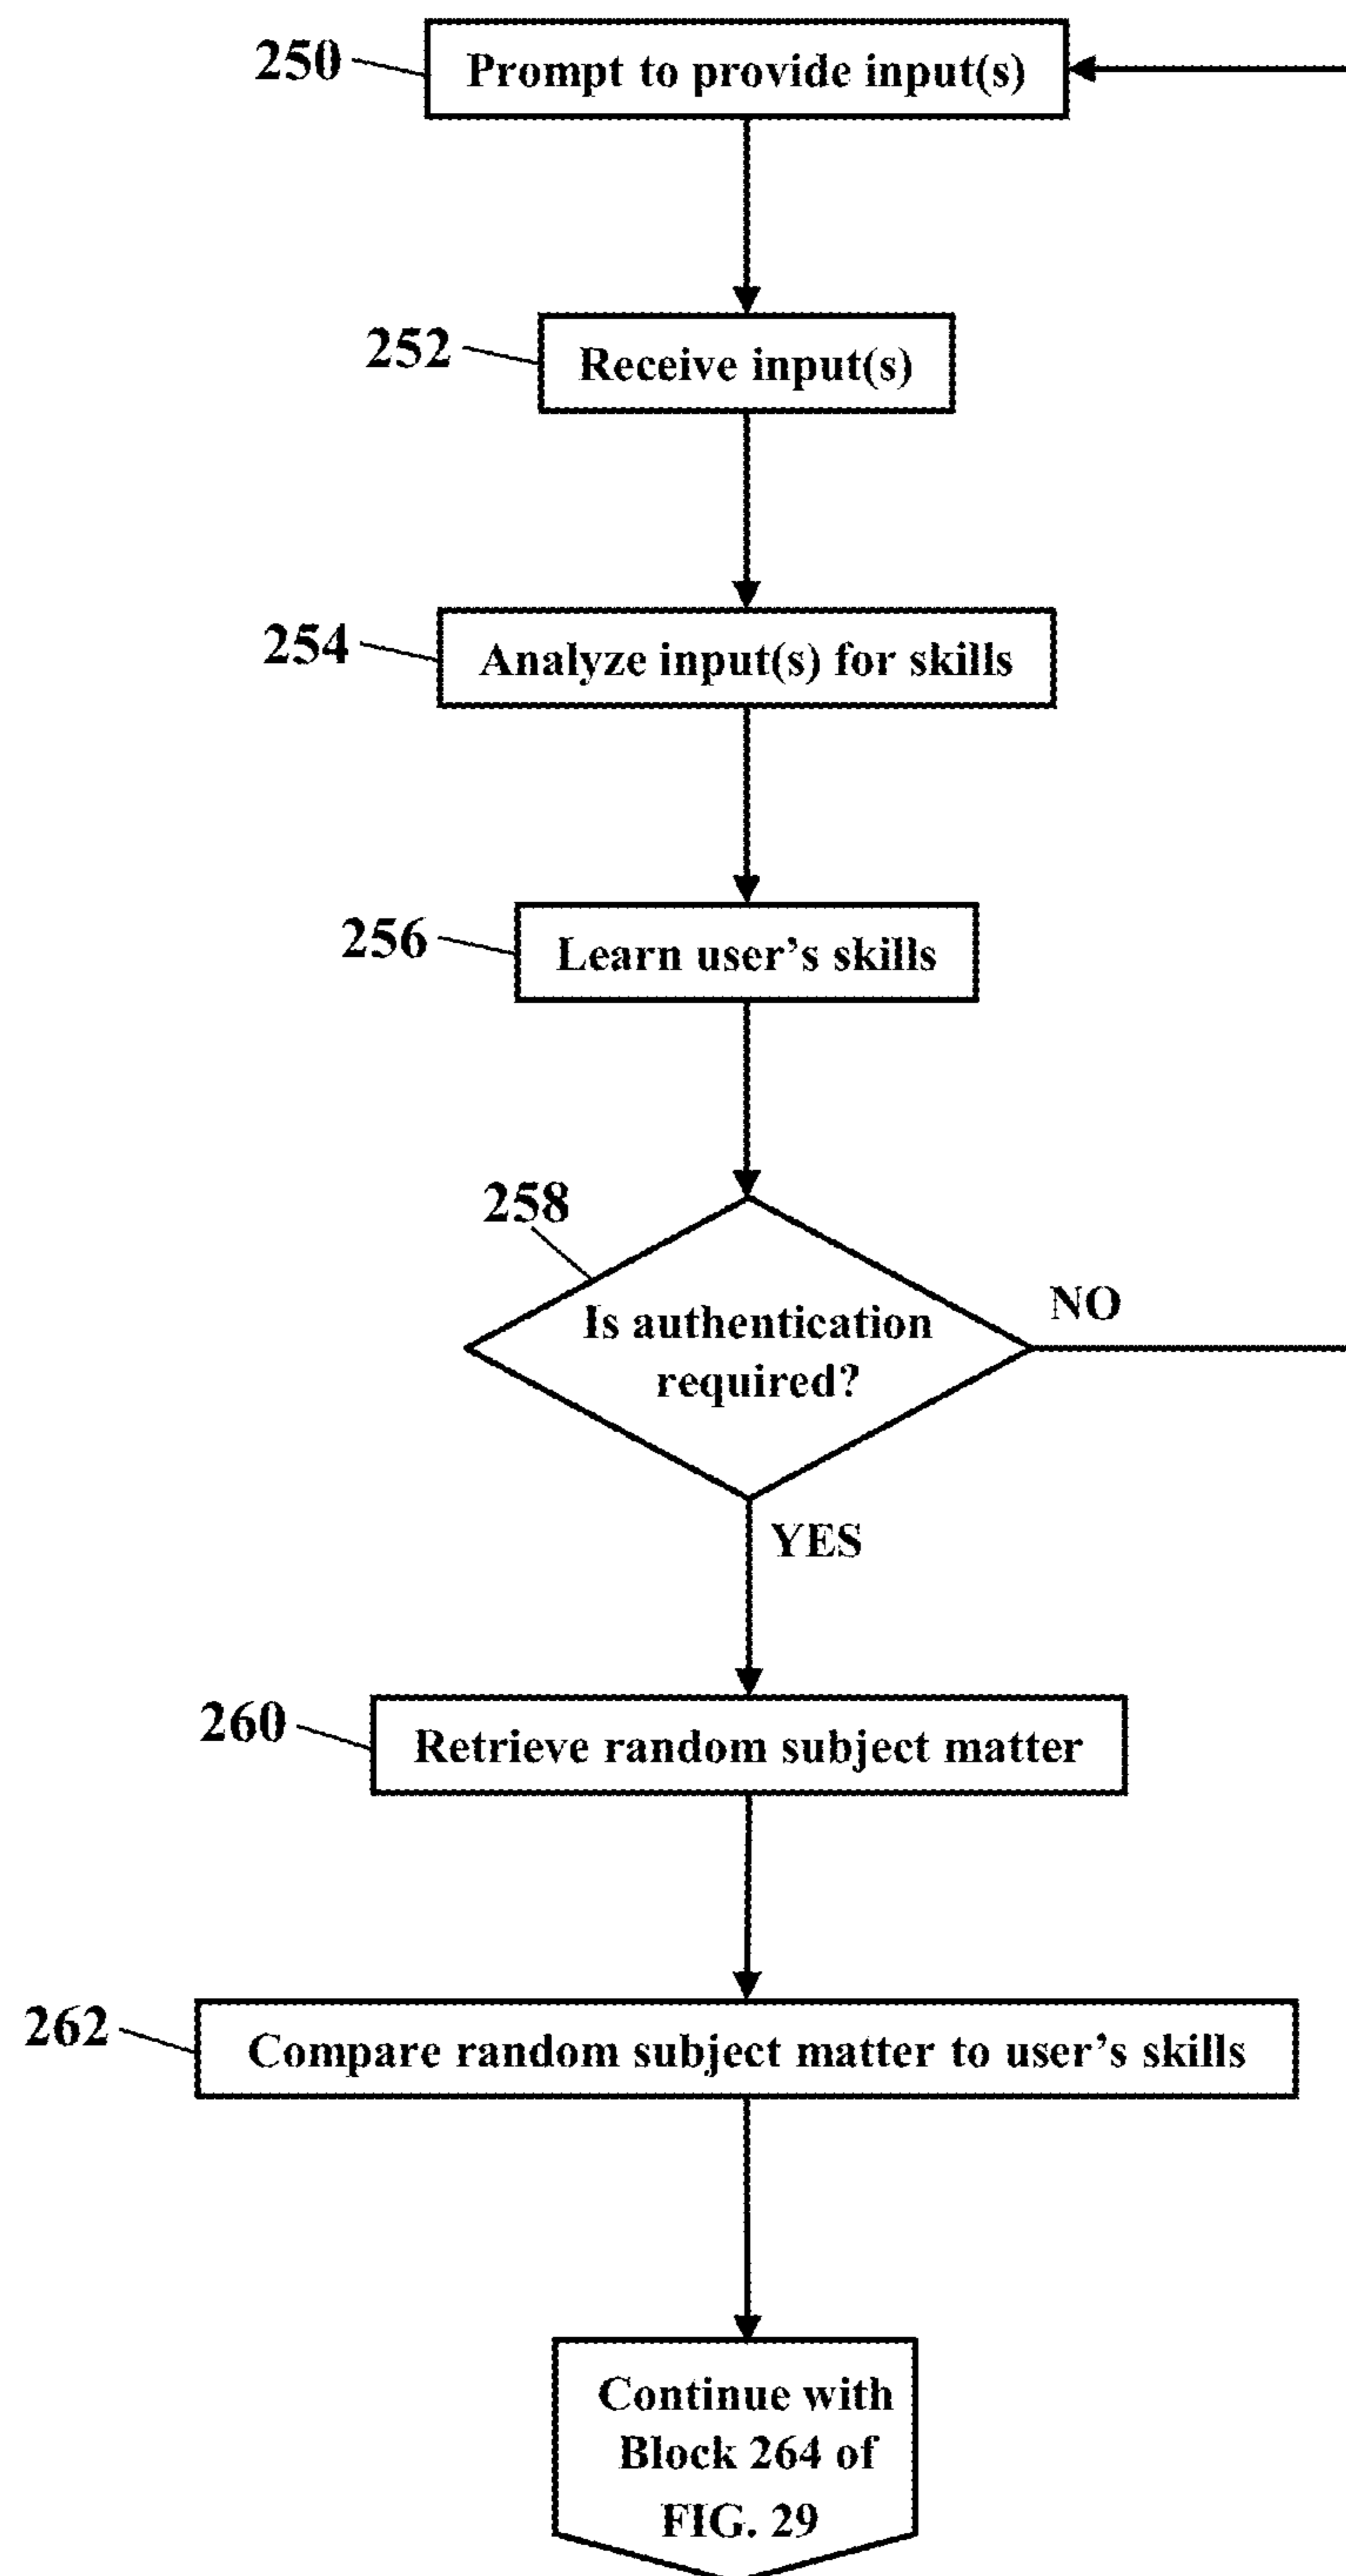 250
Prompt to provide input(s)
252
Receive input(s)
254
Analyze input(s) for skills
256
Learn user’s skills
258
Is authentication
required?
NO
YES
260
Retrieve random subject matter
262
Compare random subject matter to user’s skills
Continue with
Block 264 of
FIG. 29